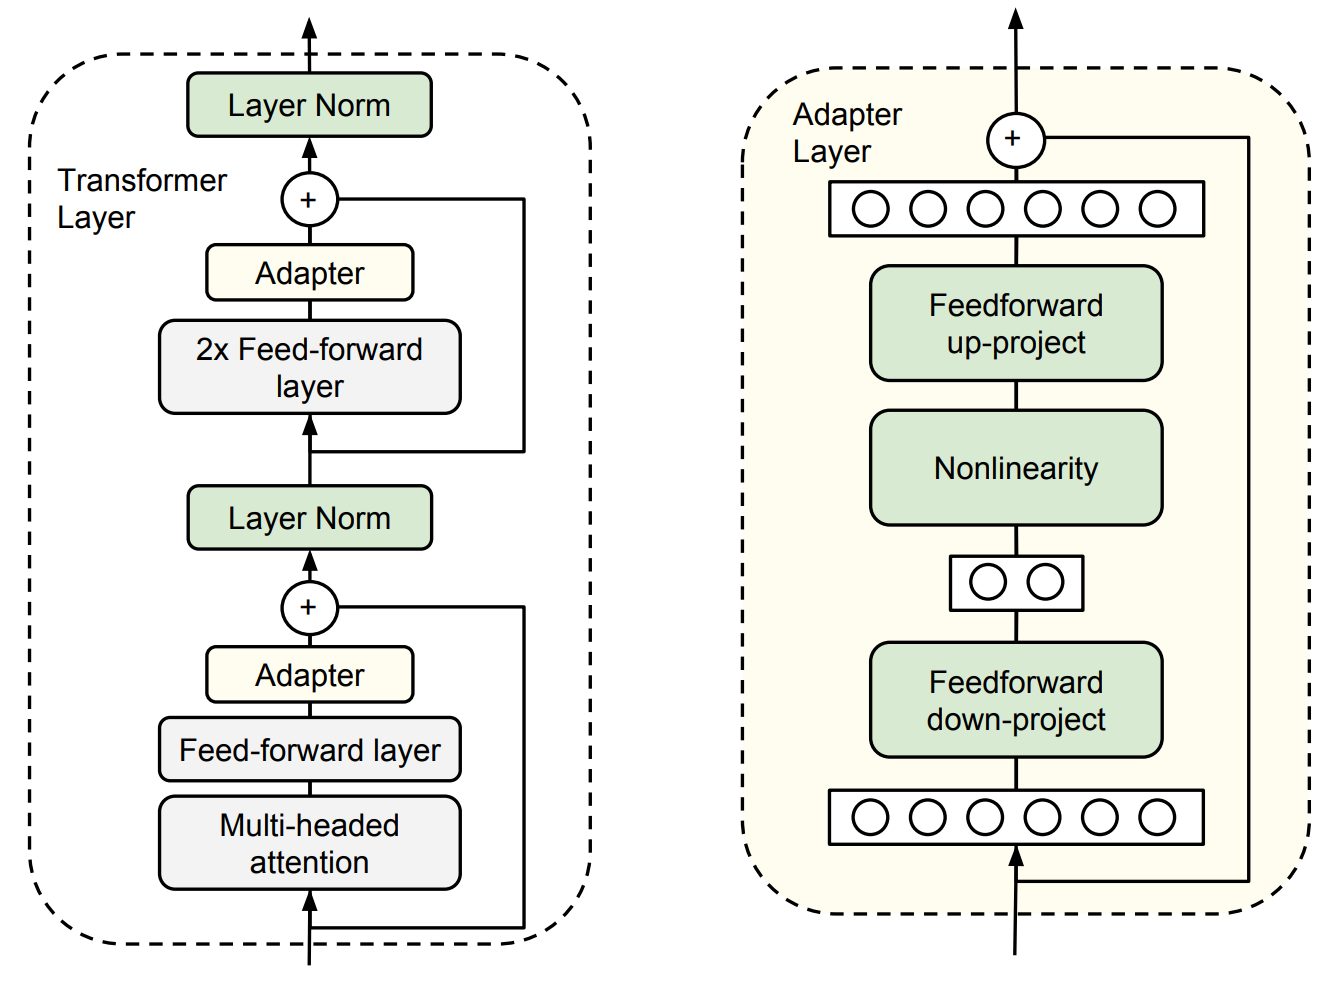 Layer Norm
Transformer
Layer
+
Adapter
2x Feed-forward
layer
Layer Norm
+
Adapter
Feed-forward layer
Multi-headed
attention
Adapter
Layer
+
Feedforward
up-project
Nonlinearity
Feedforward
down-project